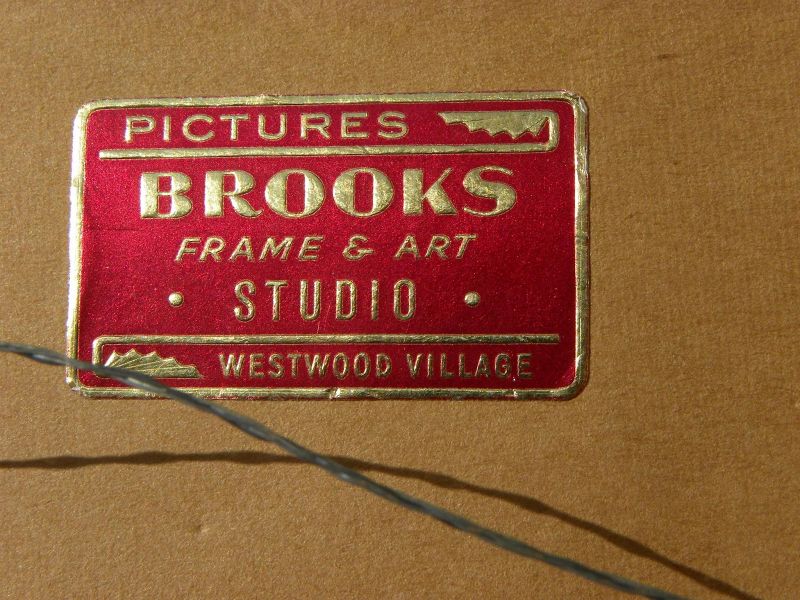 PICTURES
BROOKS
FRAME & ART
• STUDIO •
WESTWOOD VILLAGE